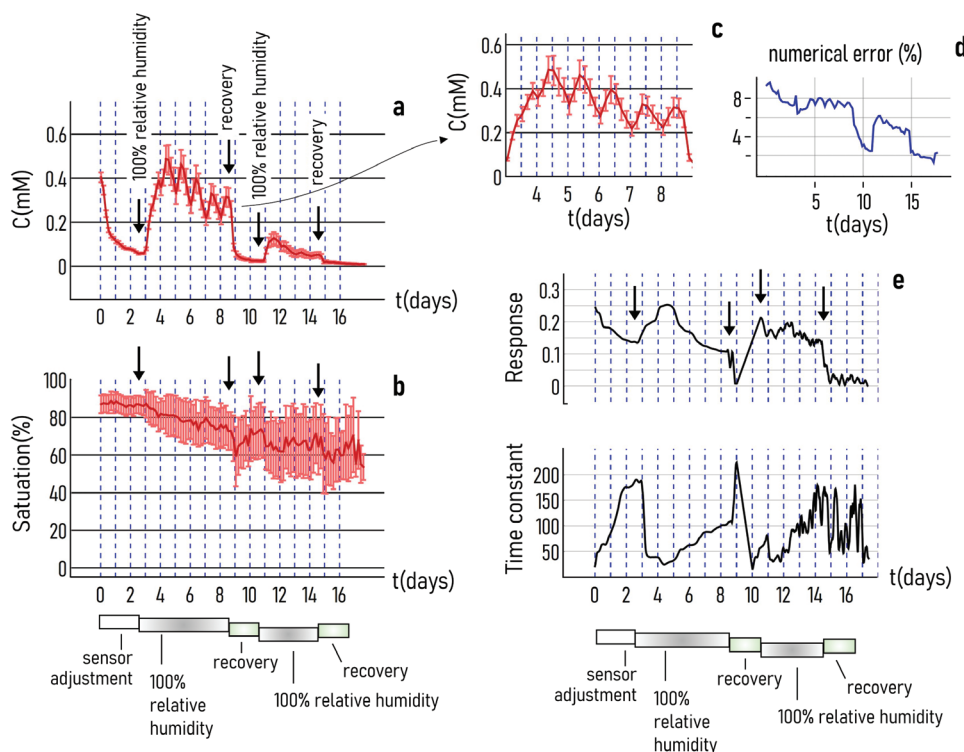 a
100% relative humidity
recovery
100% relative humidity
recovery
C(mM)
0.6
0.4
0.2
0
t(days)
0 2 4 6 8 10 12 14 16
c
C(mM)
0.6
0.4
0.2
0
4 5 6 7 8
t(days)
d
numerical error (%)
8
4
5 10 15
t(days)
b
Satuation(%)
100
80
60
40
20
0
t(days)
0 2 4 6 8 10 12 14 16
sensor
adjustment
100%
relative
humidity
recovery
100% relative humidity
recovery
e
Response
0.3
0.2
0.1
0
Time constant
200
150
100
50
t(days)
0 2 4 6 8 10 12 14 16
sensor
adjustment
100%
relative
humidity
recovery
100% relative humidity
recovery